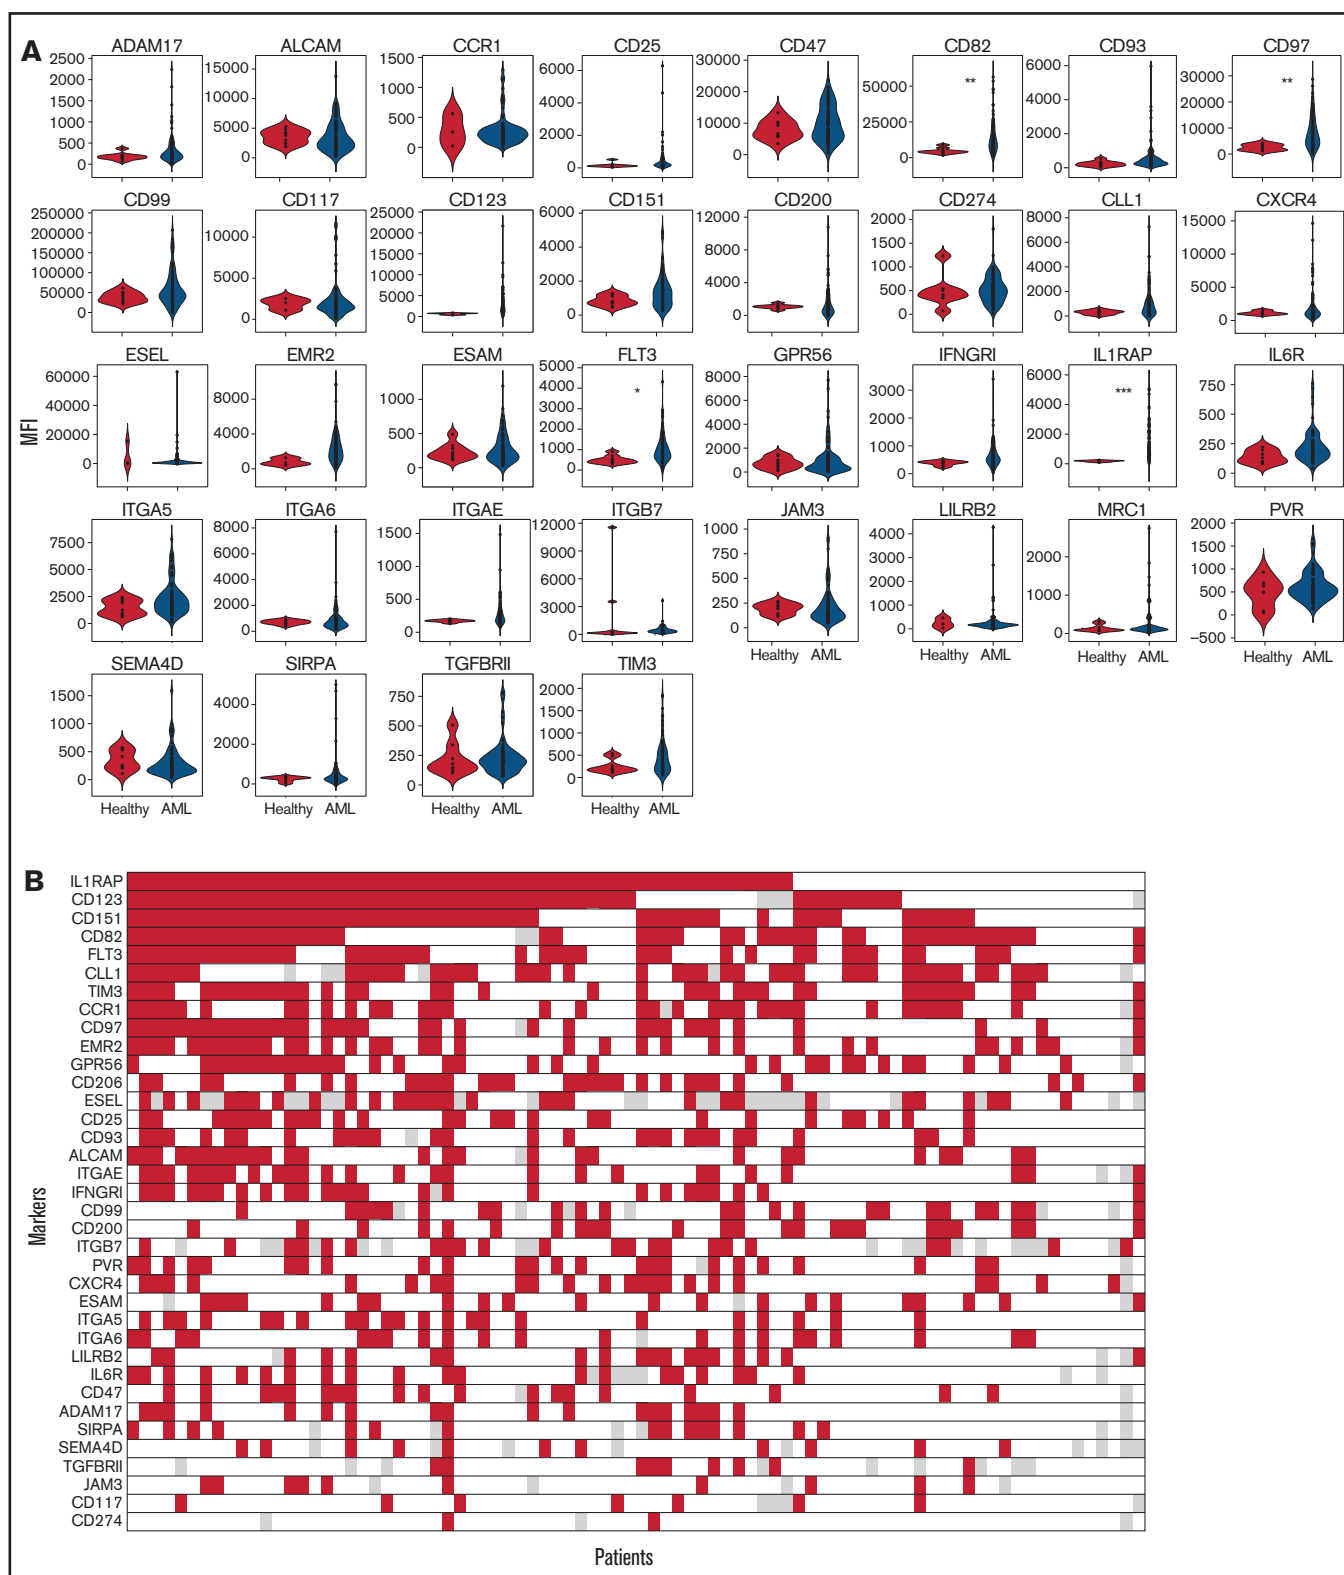 A
ADAM17 ALCAM CCR1 CD25 CD47 CD82 CD93 CD97
2500 2000 1500 1000 500 0
15000 10000 5000 0
1500 1000 500 0
6000 4000 2000 0
30000 20000 10000 0
50000 25000 0 **
6000 4000 2000 0
30000 20000 10000 0 **
CD99 CD117 CD123 CD151 CD200 CD274 CLL1 CXCR4
250000 200000 150000 100000 50000 0
10000 5000 0
25000 20000 15000 10000 5000 0
6000 4000 2000 0
12000 8000 4000 0
2000 1500 1000 500 0
8000 6000 4000 2000 0
15000 10000 5000 0
MFI
ESEL EMR2 ESAM FLT3 GPR56 IFNGRI IL1RAP IL6R
60000 40000 20000 0
8000 4000 0
1000 500 0
5000 4000 3000 2000 1000 0 *
8000 6000 4000 2000 0
3000 2000 1000 0
6000 4000 2000 0 ***
750 500 250 0
ITGA5 ITGA6 ITGAE ITGB7 JAM3 LILRB2 MRC1 PVR
7500 5000 2500 0
8000 6000 4000 2000 0
1500 1000 500 0
12000 9000 6000 3000 0
1000 750 500 250 0
4000 3000 2000 1000 0
2000 1000 0
2000 1500 1000 500 0 −500
Healthy AML Healthy AML Healthy AML Healthy AML
SEMA4D SIRPA TGFBRII TIM3
1500 1000 500 0
4000 2000 0
750 500 250 0
2000 1500 1000 500 0
Healthy AML Healthy AML Healthy AML Healthy AML
B
Markers
IL1RAP
CD123
CD151
CD82
FLT3
CLL1
TIM3
CCR1
CD97
EMR2
GPR56
CD206
ESEL
CD25
CD93
ALCAM
ITGAE
IFNGRI
CD99
CD200
ITGB7
PVR
CXCR4
ESAM
ITGA5
ITGA6
LILRB2
IL6R
CD47
ADAM17
SIRPA
SEMA4D
TGFBRII
JAM3
CD117
CD274
Patients